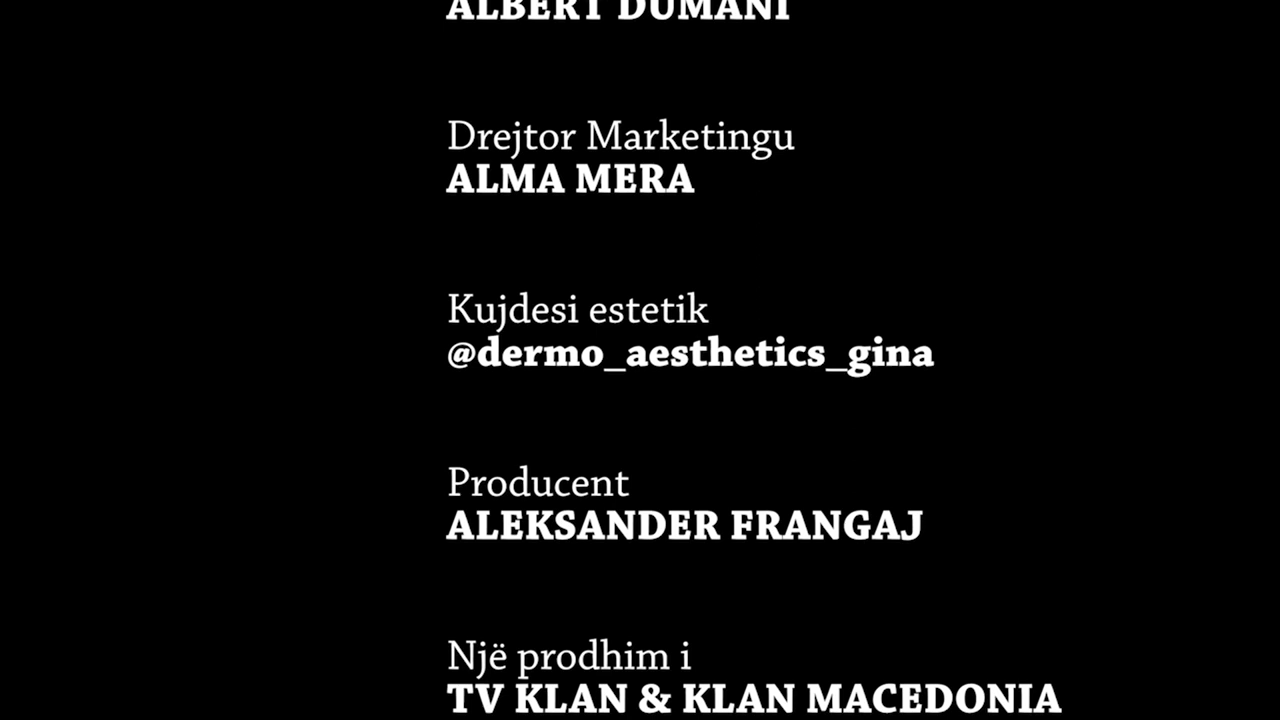 ALBERT DUMANI
Drejtor Marketingu
ALMA MERA
Kujdesi estetik
@dermo_aesthetics_gina
Producent
ALEKSANDER FRANGAJ
Një prodhim i
TV KLAN & KLAN MACEDONIA